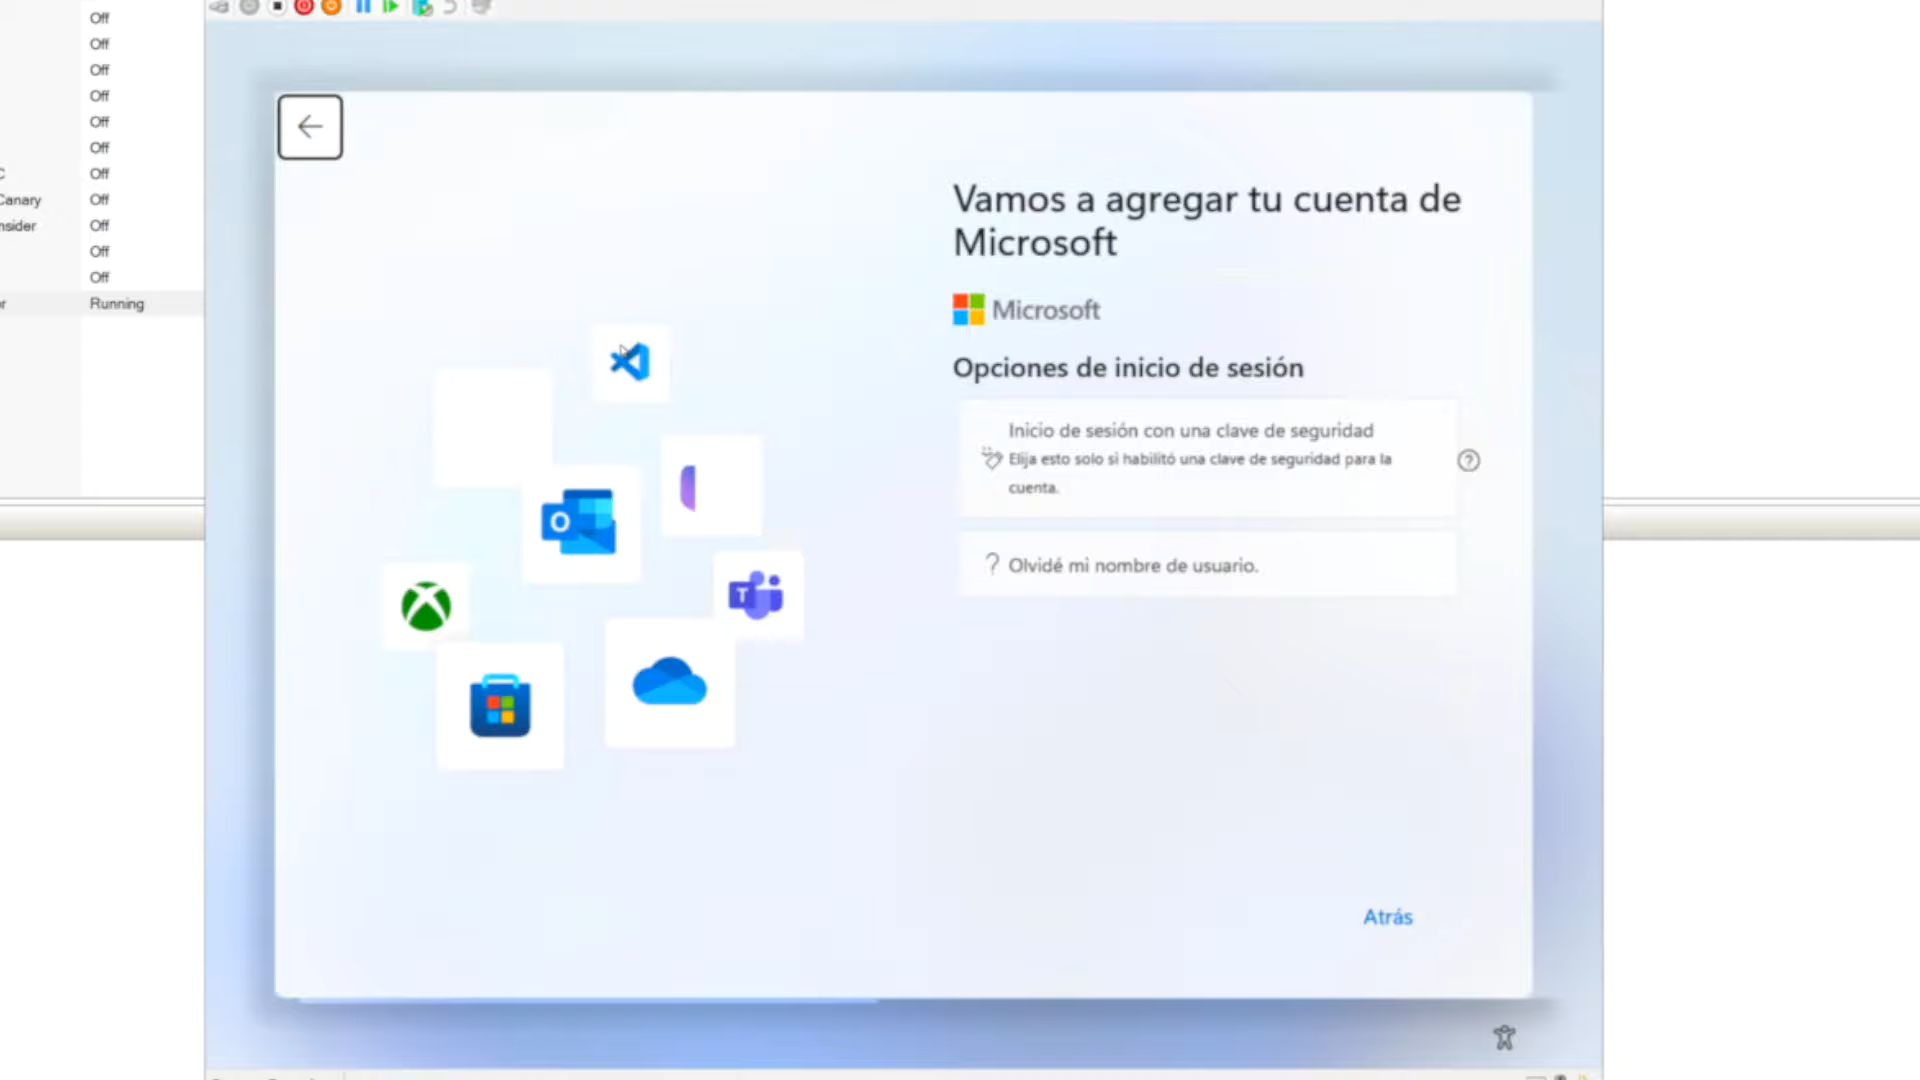 Off
Off
Off
Off
Off
Off
Off
Canary Off
Off
Off
Off
Running
Vamos a agregar tu cuenta de
Microsoft
Microsoft
Opciones de inicio de sesión
Inicio de sesión con una clave de seguridad
Elija esto solo si habilitó una clave de seguridad para la
cuenta.
? Olvidé mi nombre de usuario.
Atrás